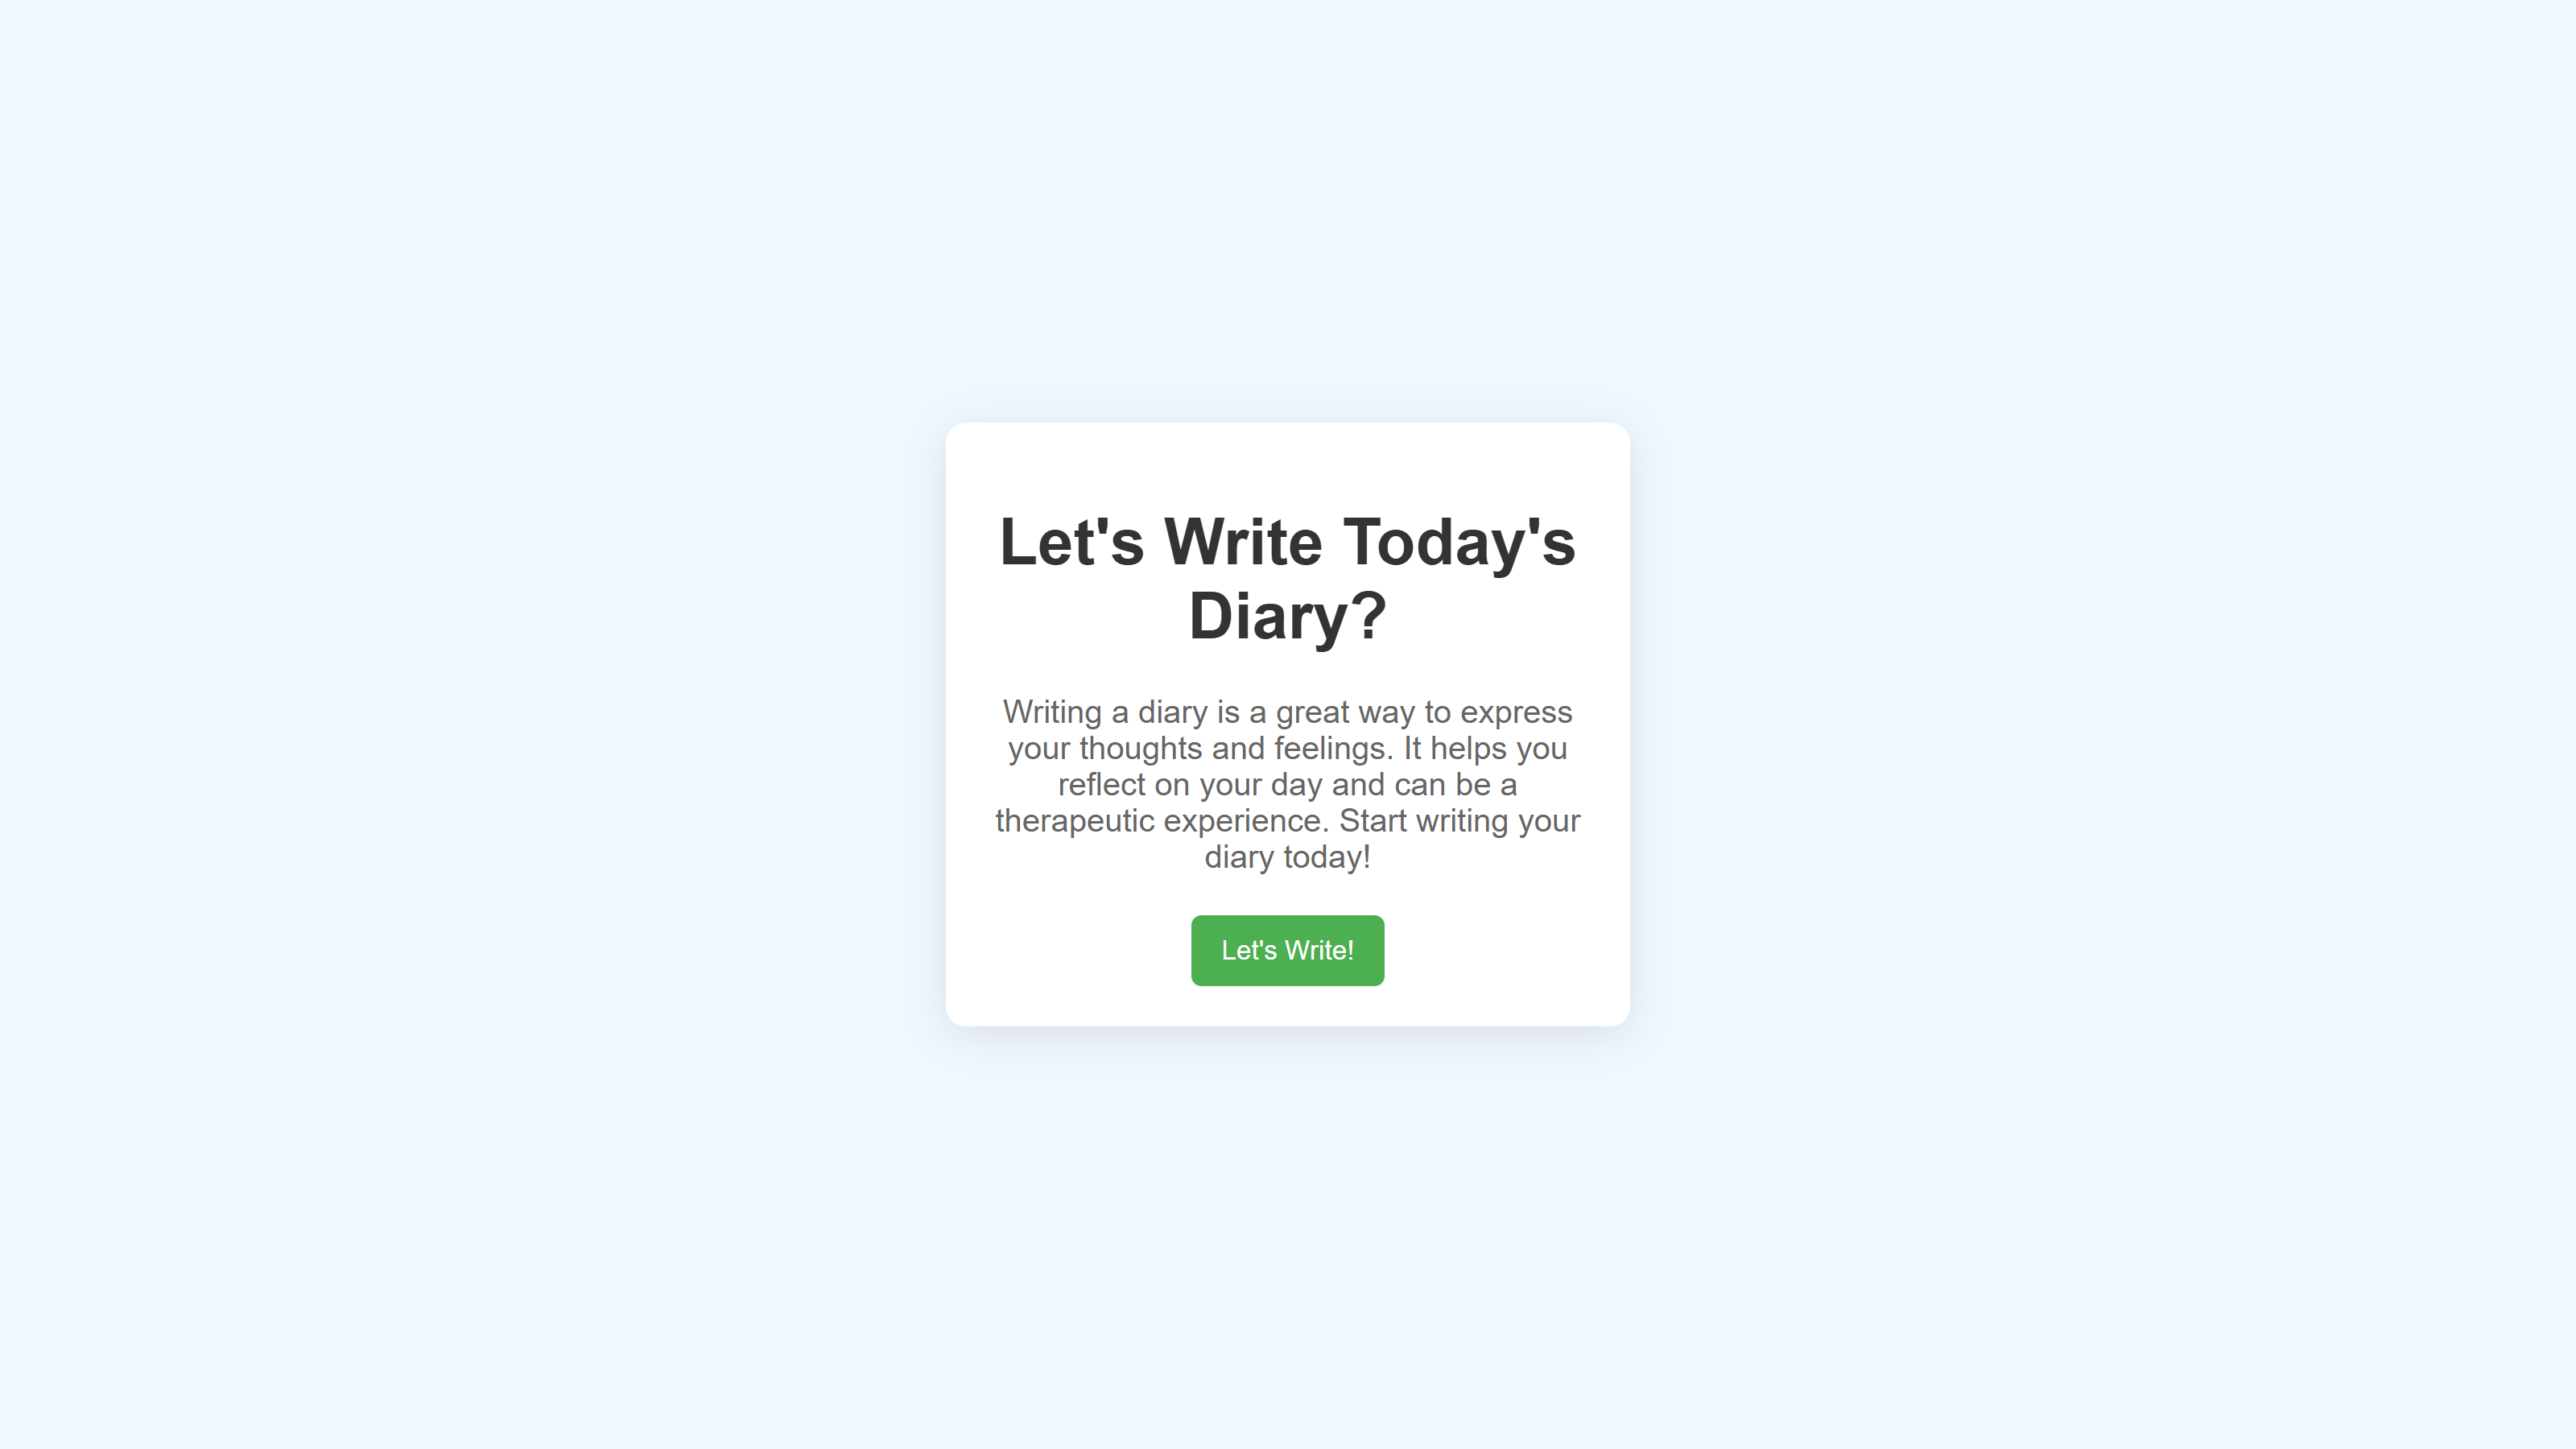 Let's Write Today's
Diary?
Writing a diary is a great way to express
your thoughts and feelings. It helps you
reflect on your day and can be a
therapeutic experience. Start writing your
diary today!
Let's Write!